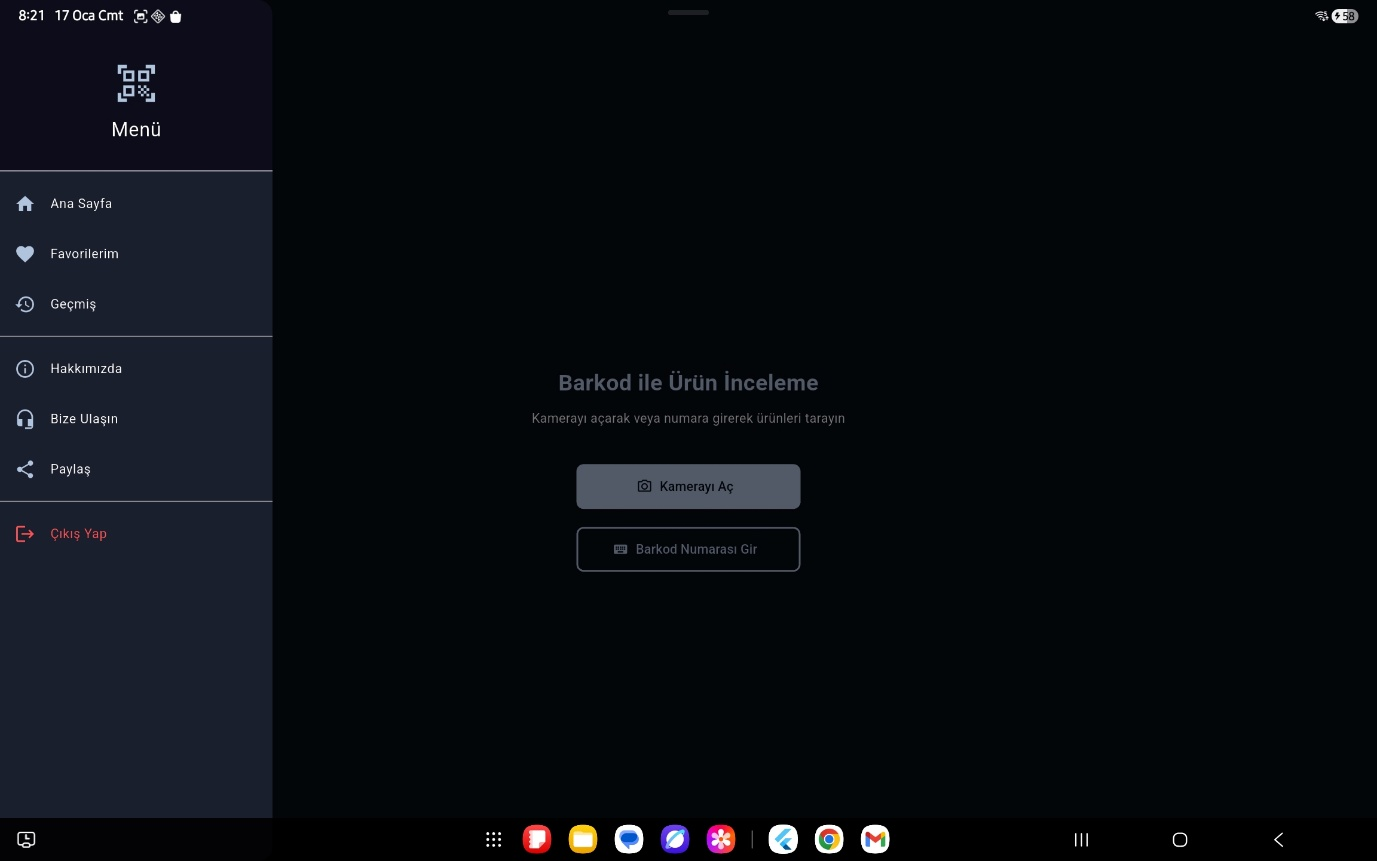 8:21 17 Oca Cmt
58
Menü
Ana Sayfa
Favorilerim
Geçmiş
Hakkımızda
Bize Ulaşın
Paylaş
Çıkış Yap
Barkod ile Ürün İnceleme
Kamerayı açarak veya numara girerek ürünleri tarayın
Kamerayı Aç
Barkod Numarası Gir